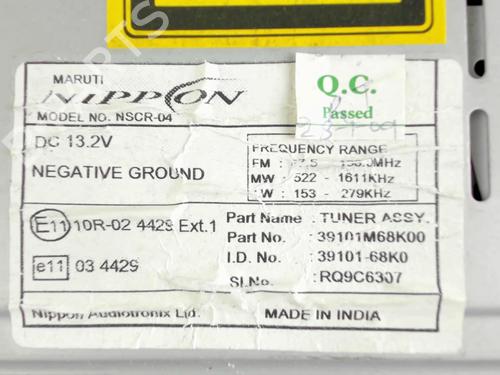 MARUTI
NIPPON
MODEL NO. NSCR-04
Q.C.
Passed
DC 13.2V
NEGATIVE GROUND
FREQUENCY RANGE
FM :
MW : 522 - 1611KHz
LW : 153 - 279KHz
E11 10R-02 4429 Ext.1
e11 03 4429
Part Name : TUNER ASSY.
Part No. : 39101M68K00
I.D. No. : 39101-68K0
Sl.No. : RQ9C6307
Nippon Audiotronix Ltd.
MADE IN INDIA